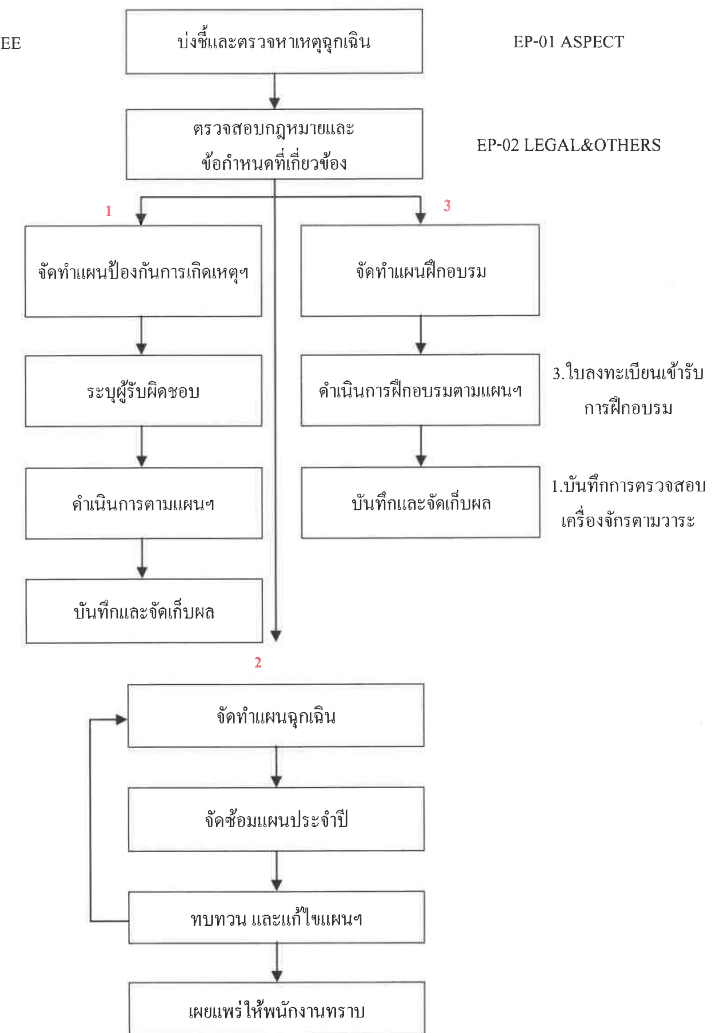 EE
บ่งชี้และตรวจหาเหตุฉุกเฉิน
EP-01 ASPECT
ตรวจสอบกฎหมายและ
ข้อกำหนดที่เกี่ยวข้อง
EP-02 LEGAL&OTHERS
1
3
จัดทำแผนป้องกันการเกิดเหตุฯ
จัดทำแผนฝึกอบรม
ระบุผู้รับผิดชอบ
ดำเนินการฝึกอบรมตามแผนฯ
3.ใบลงทะเบียนเข้ารับ
การฝึกอบรม
ดำเนินการตามแผนฯ
บันทึกและจัดเก็บผล
1.บันทึกการตรวจสอบ
เครื่องจักรตามวาระ
บันทึกและจัดเก็บผล
2
จัดทำแผนฉุกเฉิน
จัดซ้อมแผนประจำปี
ทบทวน และแก้ไขแผนฯ
เผยแพร่ให้พนักงานทราบ